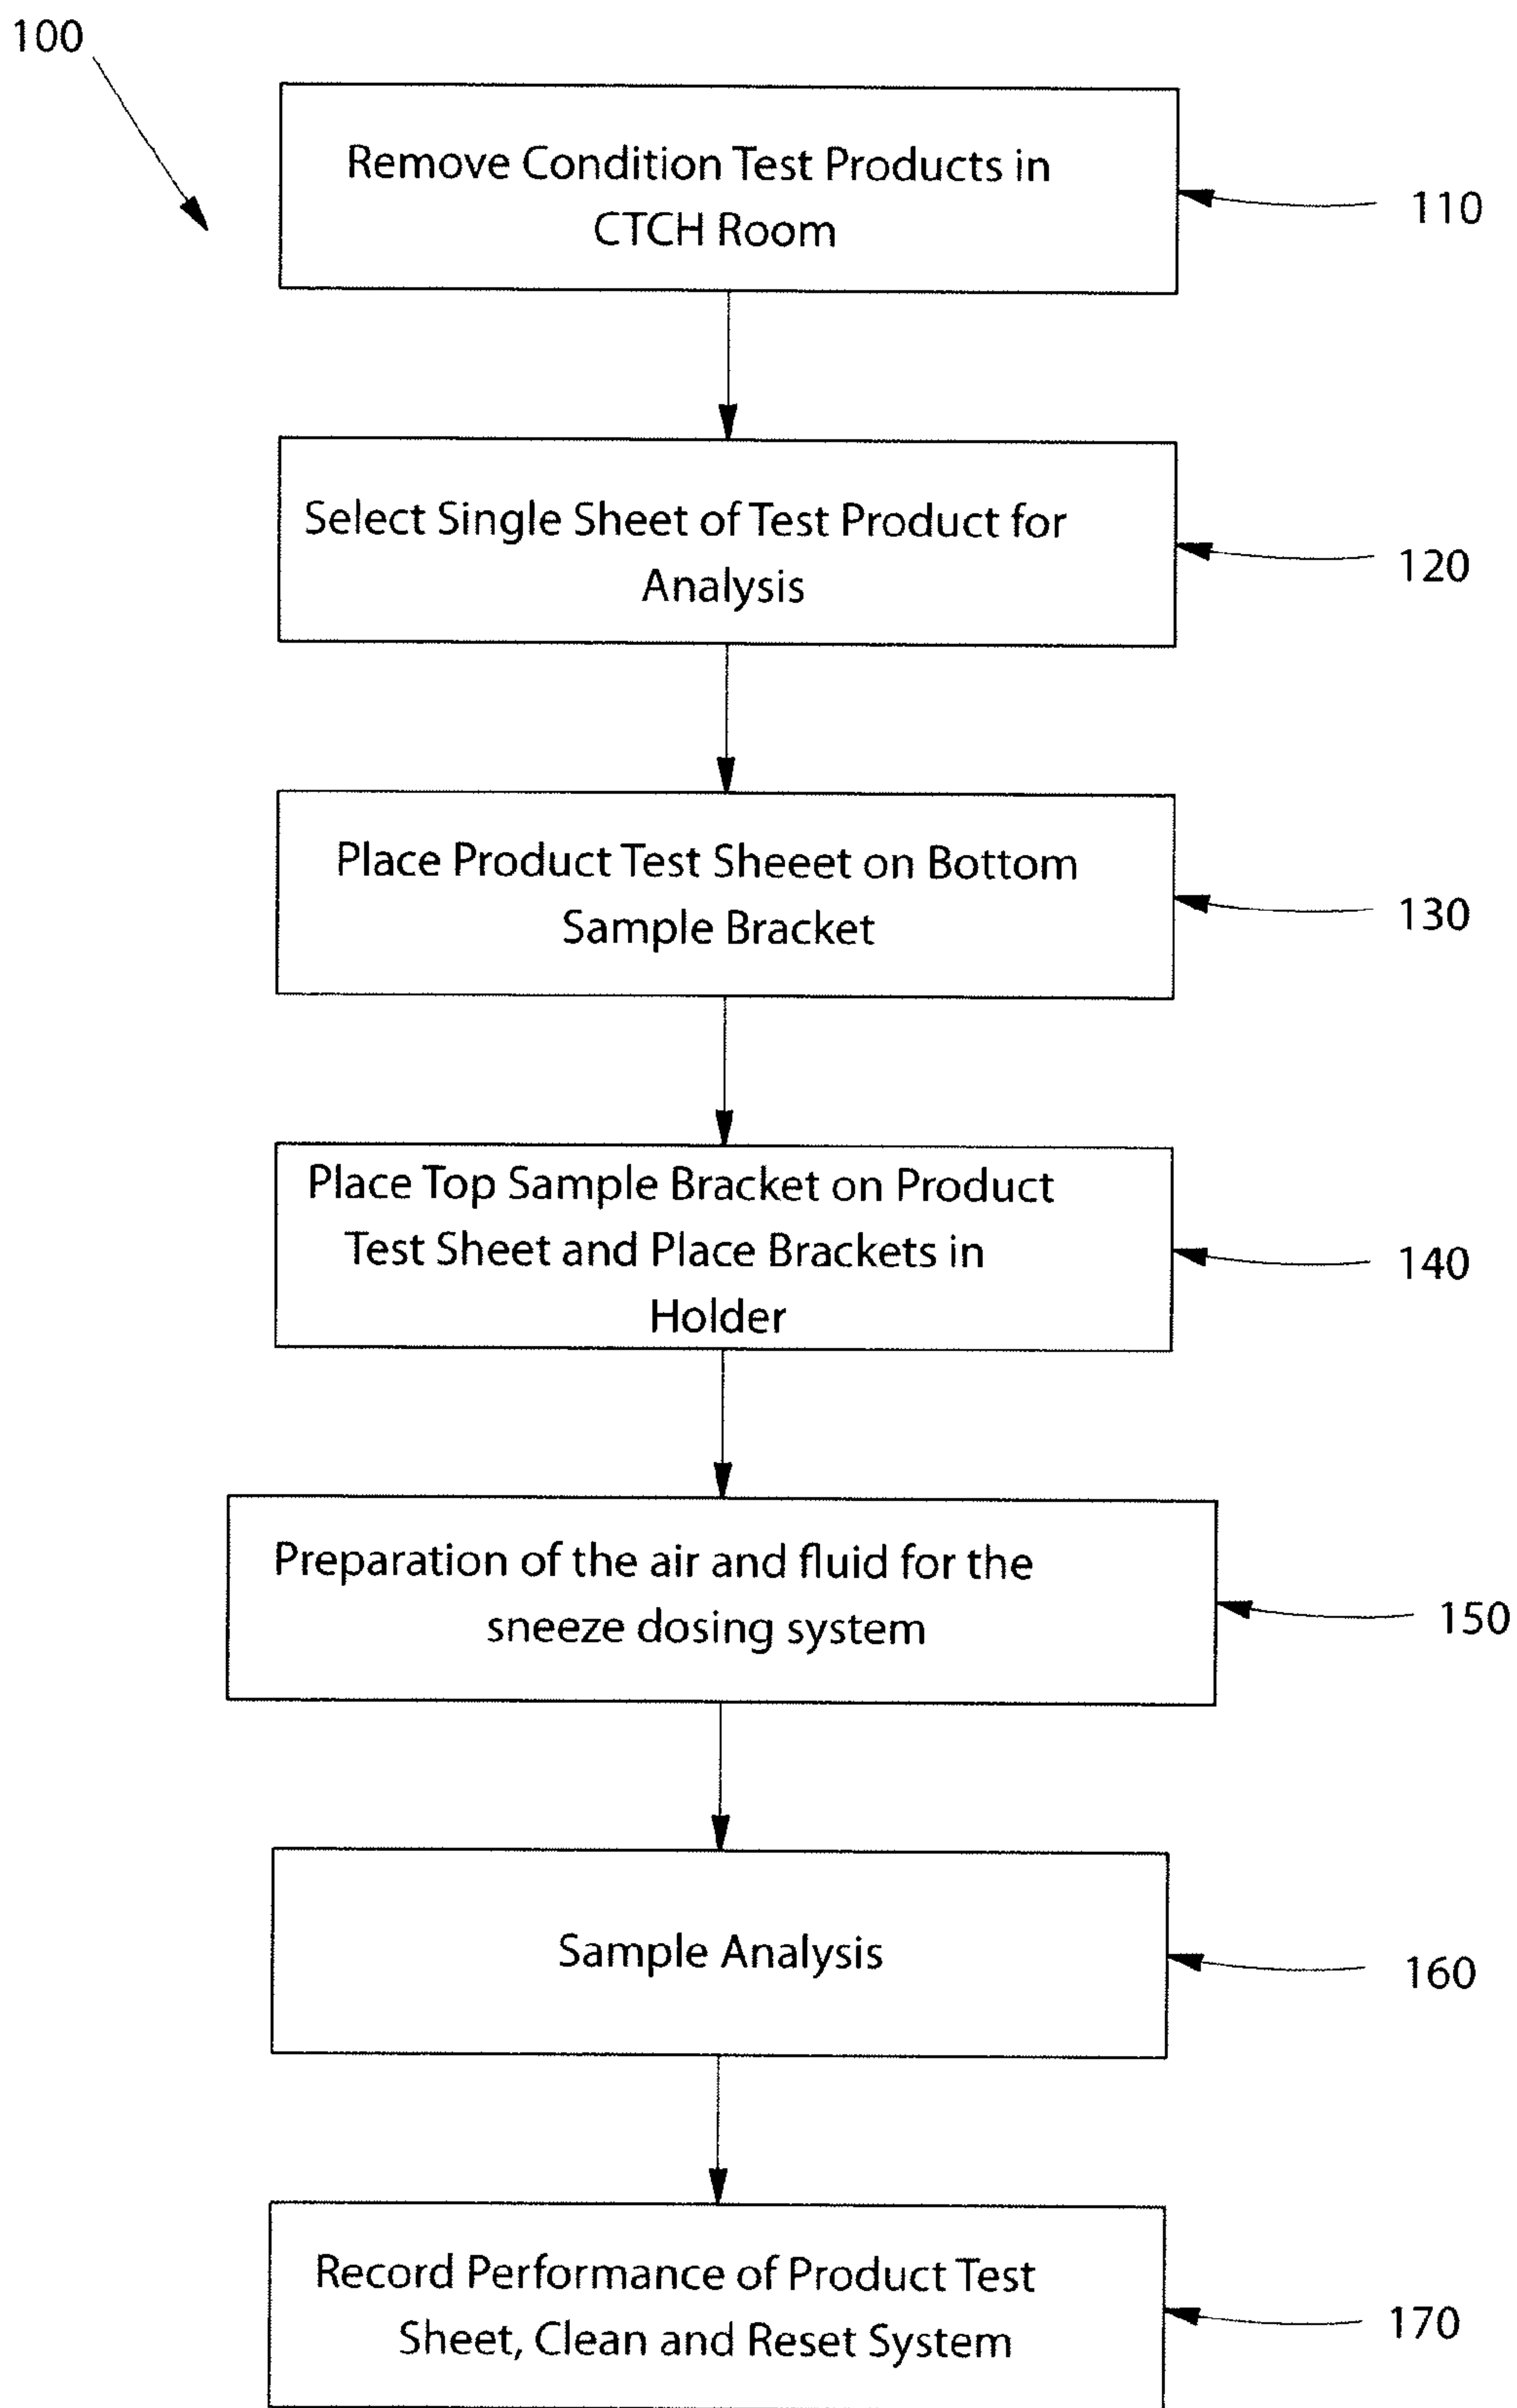 100
Remove Condition Test Products in
CTCH Room
110
Select Single Sheet of Test Product for
Analysis
120
Place Product Test Sheeet on Bottom
Sample Bracket
130
Place Top Sample Bracket on Product
Test Sheet and Place Brackets in
Holder
140
Preparation of the air and fluid for the
sneeze dosing system
150
Sample Analysis
160
Record Performance of Product Test
Sheet, Clean and Reset System
170